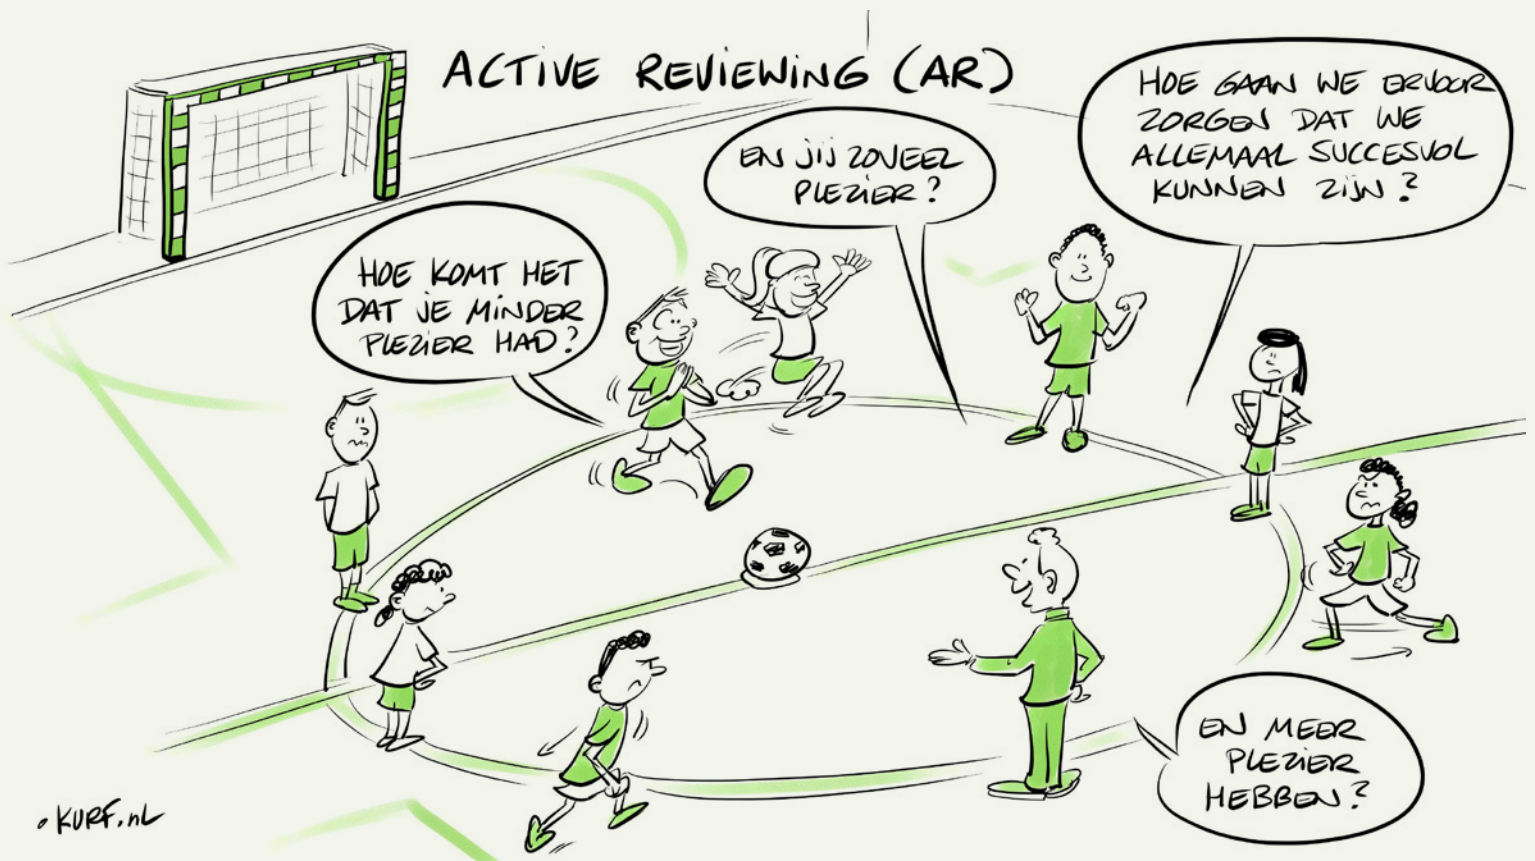 ACTIVE REVIEWING (AR)
HOE KOMT HET
DAT JE MINDER
PLEZIER HAD?
EN JIJ ZOVEEL
PLEZIER?
HOE GAAN WE ERVOOR
ZORGEN DAT WE
ALLEMAAL SUCCESVOL
KUNNEN ZIJN?
EN MEER
PLEZIER
HEBBEN?
KURF.nL